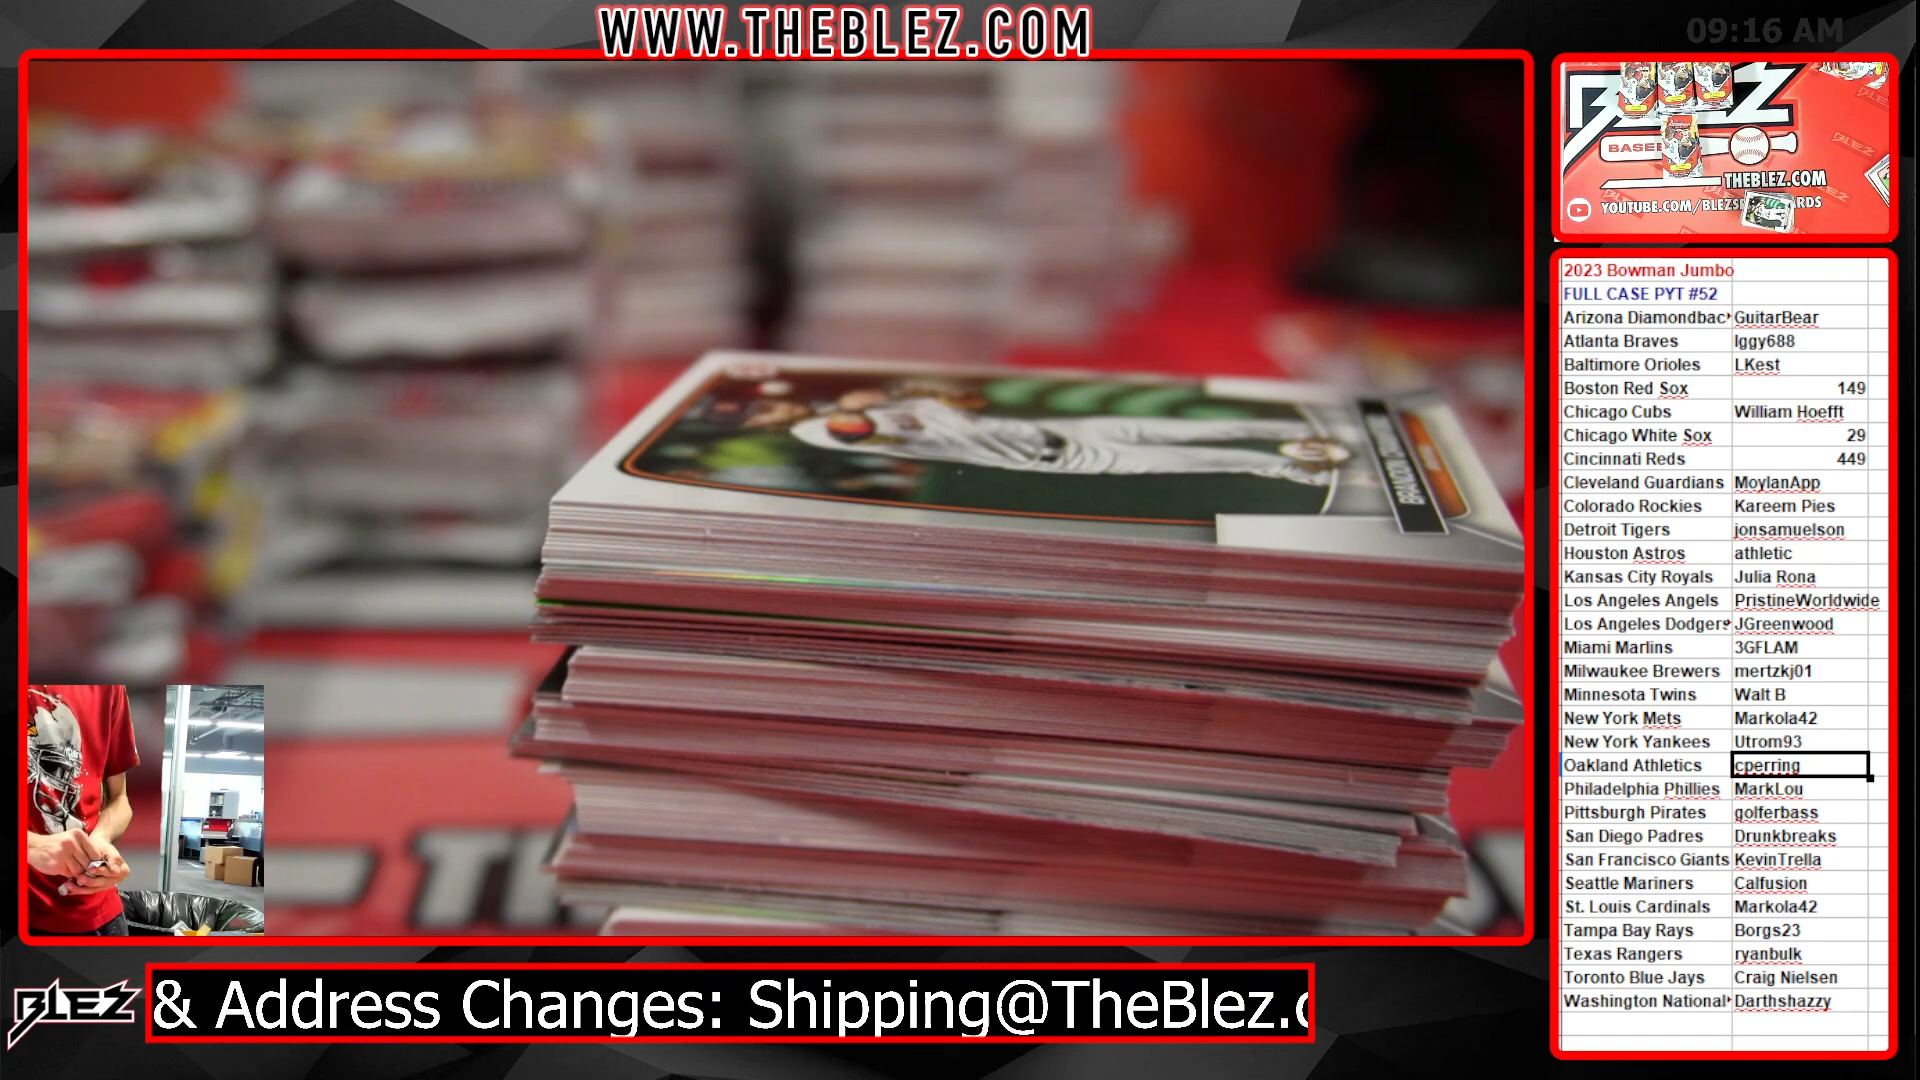 WWW.THEBLEZ.COM
09:16 AM
BLEZ
BASEB
THEBLEZ.COM
YOUTUBE.COM/BLEZS RDS
2023 Bowman Jumbo
FULL CASE PYT #52
Arizona Diamondbac GuitarBear
Atlanta Braves Iggy688
Baltimore Orioles LKest
Boston Red Sox 149
Chicago Cubs William Hoefft
Chicago White Sox 29
Cincinnati Reds 449
Cleveland Guardians MoylanApp
Colorado Rockies Kareem Pies
Detroit Tigers jonsamuelson
Houston Astros athletic
Kansas City Royals Julia Rona
Los Angeles Angels PristineWorldwide
Los Angeles Dodgers JGreenwood
Miami Marlins 3GFLAM
Milwaukee Brewers mertzkj01
Minnesota Twins Walt B
New York Mets Markola42
New York Yankees Utrom93
Oakland Athletics cperring
Philadelphia Phillies MarkLou
Pittsburgh Pirates golferbass
San Diego Padres Drunkbreaks
San Francisco Giants KevinTrella
Seattle Mariners Calfusion
St. Louis Cardinals Markola42
Tampa Bay Rays Borgs23
Texas Rangers ryanbulk
Toronto Blue Jays Craig Nielsen
Washington National Darthshazzy
BLEZ
& Address Changes: Shipping@TheBlez.c